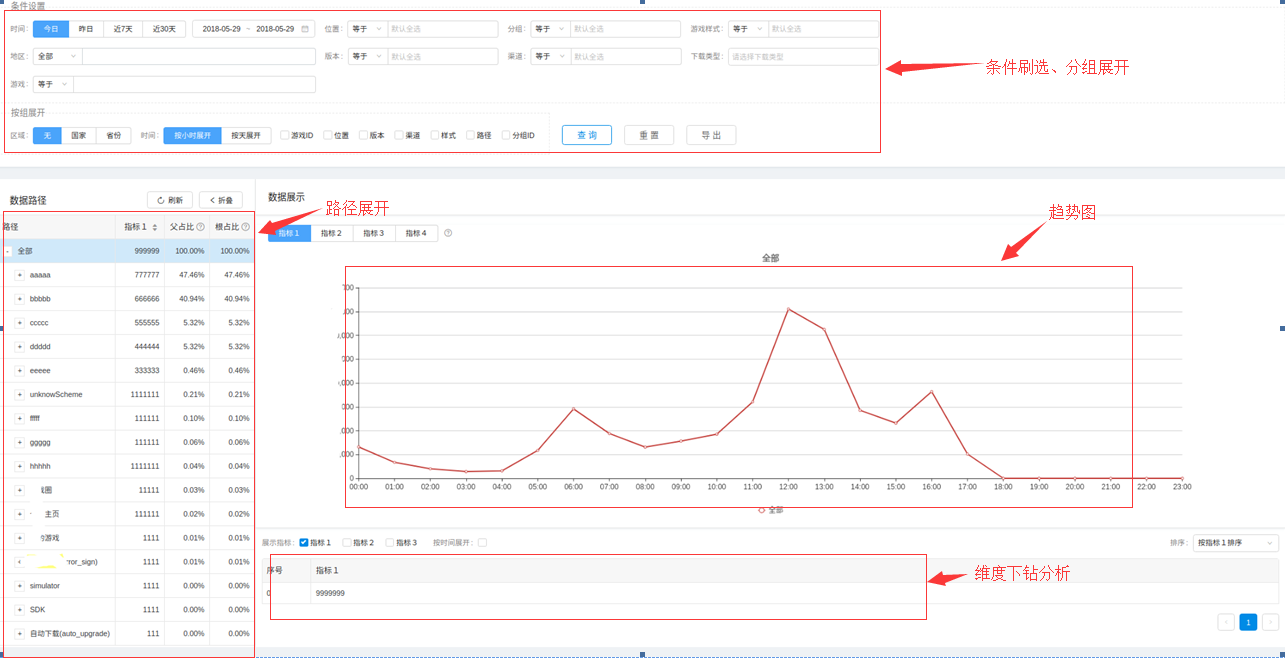 条件设置
时间: 今日 昨日 近7天 近30天 2018-05-29 ~ 2018-05-29 位置: 等于 默认全选 分组: 等于 默认全选 游戏样式: 等于 默认全选
地区: 全部 版本: 等于 默认全选 渠道: 等于 默认全选 下载类型: 请选择下载类型
条件刷选、分组展开
游戏: 等于
按组展开
区域: 无 国家 省份 时间: 按小时展开 按天展开 游戏ID 位置 版本 渠道 样式 路径 分组ID 查询 重置 导出
数据路径 刷新 折叠
数据展示
路径展开
趋势图
路径 指标 1 父占比 根占比
指标 1 指标 2 指标 3 指标 4
全部 999999 100.00% 100.00%
aaaaa 777777 47.46% 47.46%
bbbbb 666666 40.94% 40.94%
ccccc 555555 5.32% 5.32%
ddddd 444444 5.32% 5.32%
eeeee 333333 0.46% 0.46%
unknowScheme 1111111 0.21% 0.21%
fffff 111111 0.10% 0.10%
ggggg 111111 0.06% 0.06%
hhhhh 1111111 0.04% 0.04%
戏圈 11111 0.03% 0.03%
主页 111111 0.02% 0.02%
游戏 1111 0.01% 0.01%
rror_sign) 1111 0.01% 0.01%
simulator 1111 0.00% 0.00%
SDK 1111 0.00% 0.00%
自动下载(auto_upgrade) 111 0.00% 0.00%
全部
700
,000
700
,000
,000
,000
,000
0
00:00 01:00 02:00 03:00 04:00 05:00 06:00 07:00 08:00 09:00 10:00 11:00 12:00 13:00 14:00 15:00 16:00 17:00 18:00 19:00 20:00 21:00 22:00 23:00
全部
展示指标: 指标 1 指标 2 指标 3 按时间展开: 排序: 按指标 1 排序
序号 指标 1
维度下钻分析
0 9999999
1